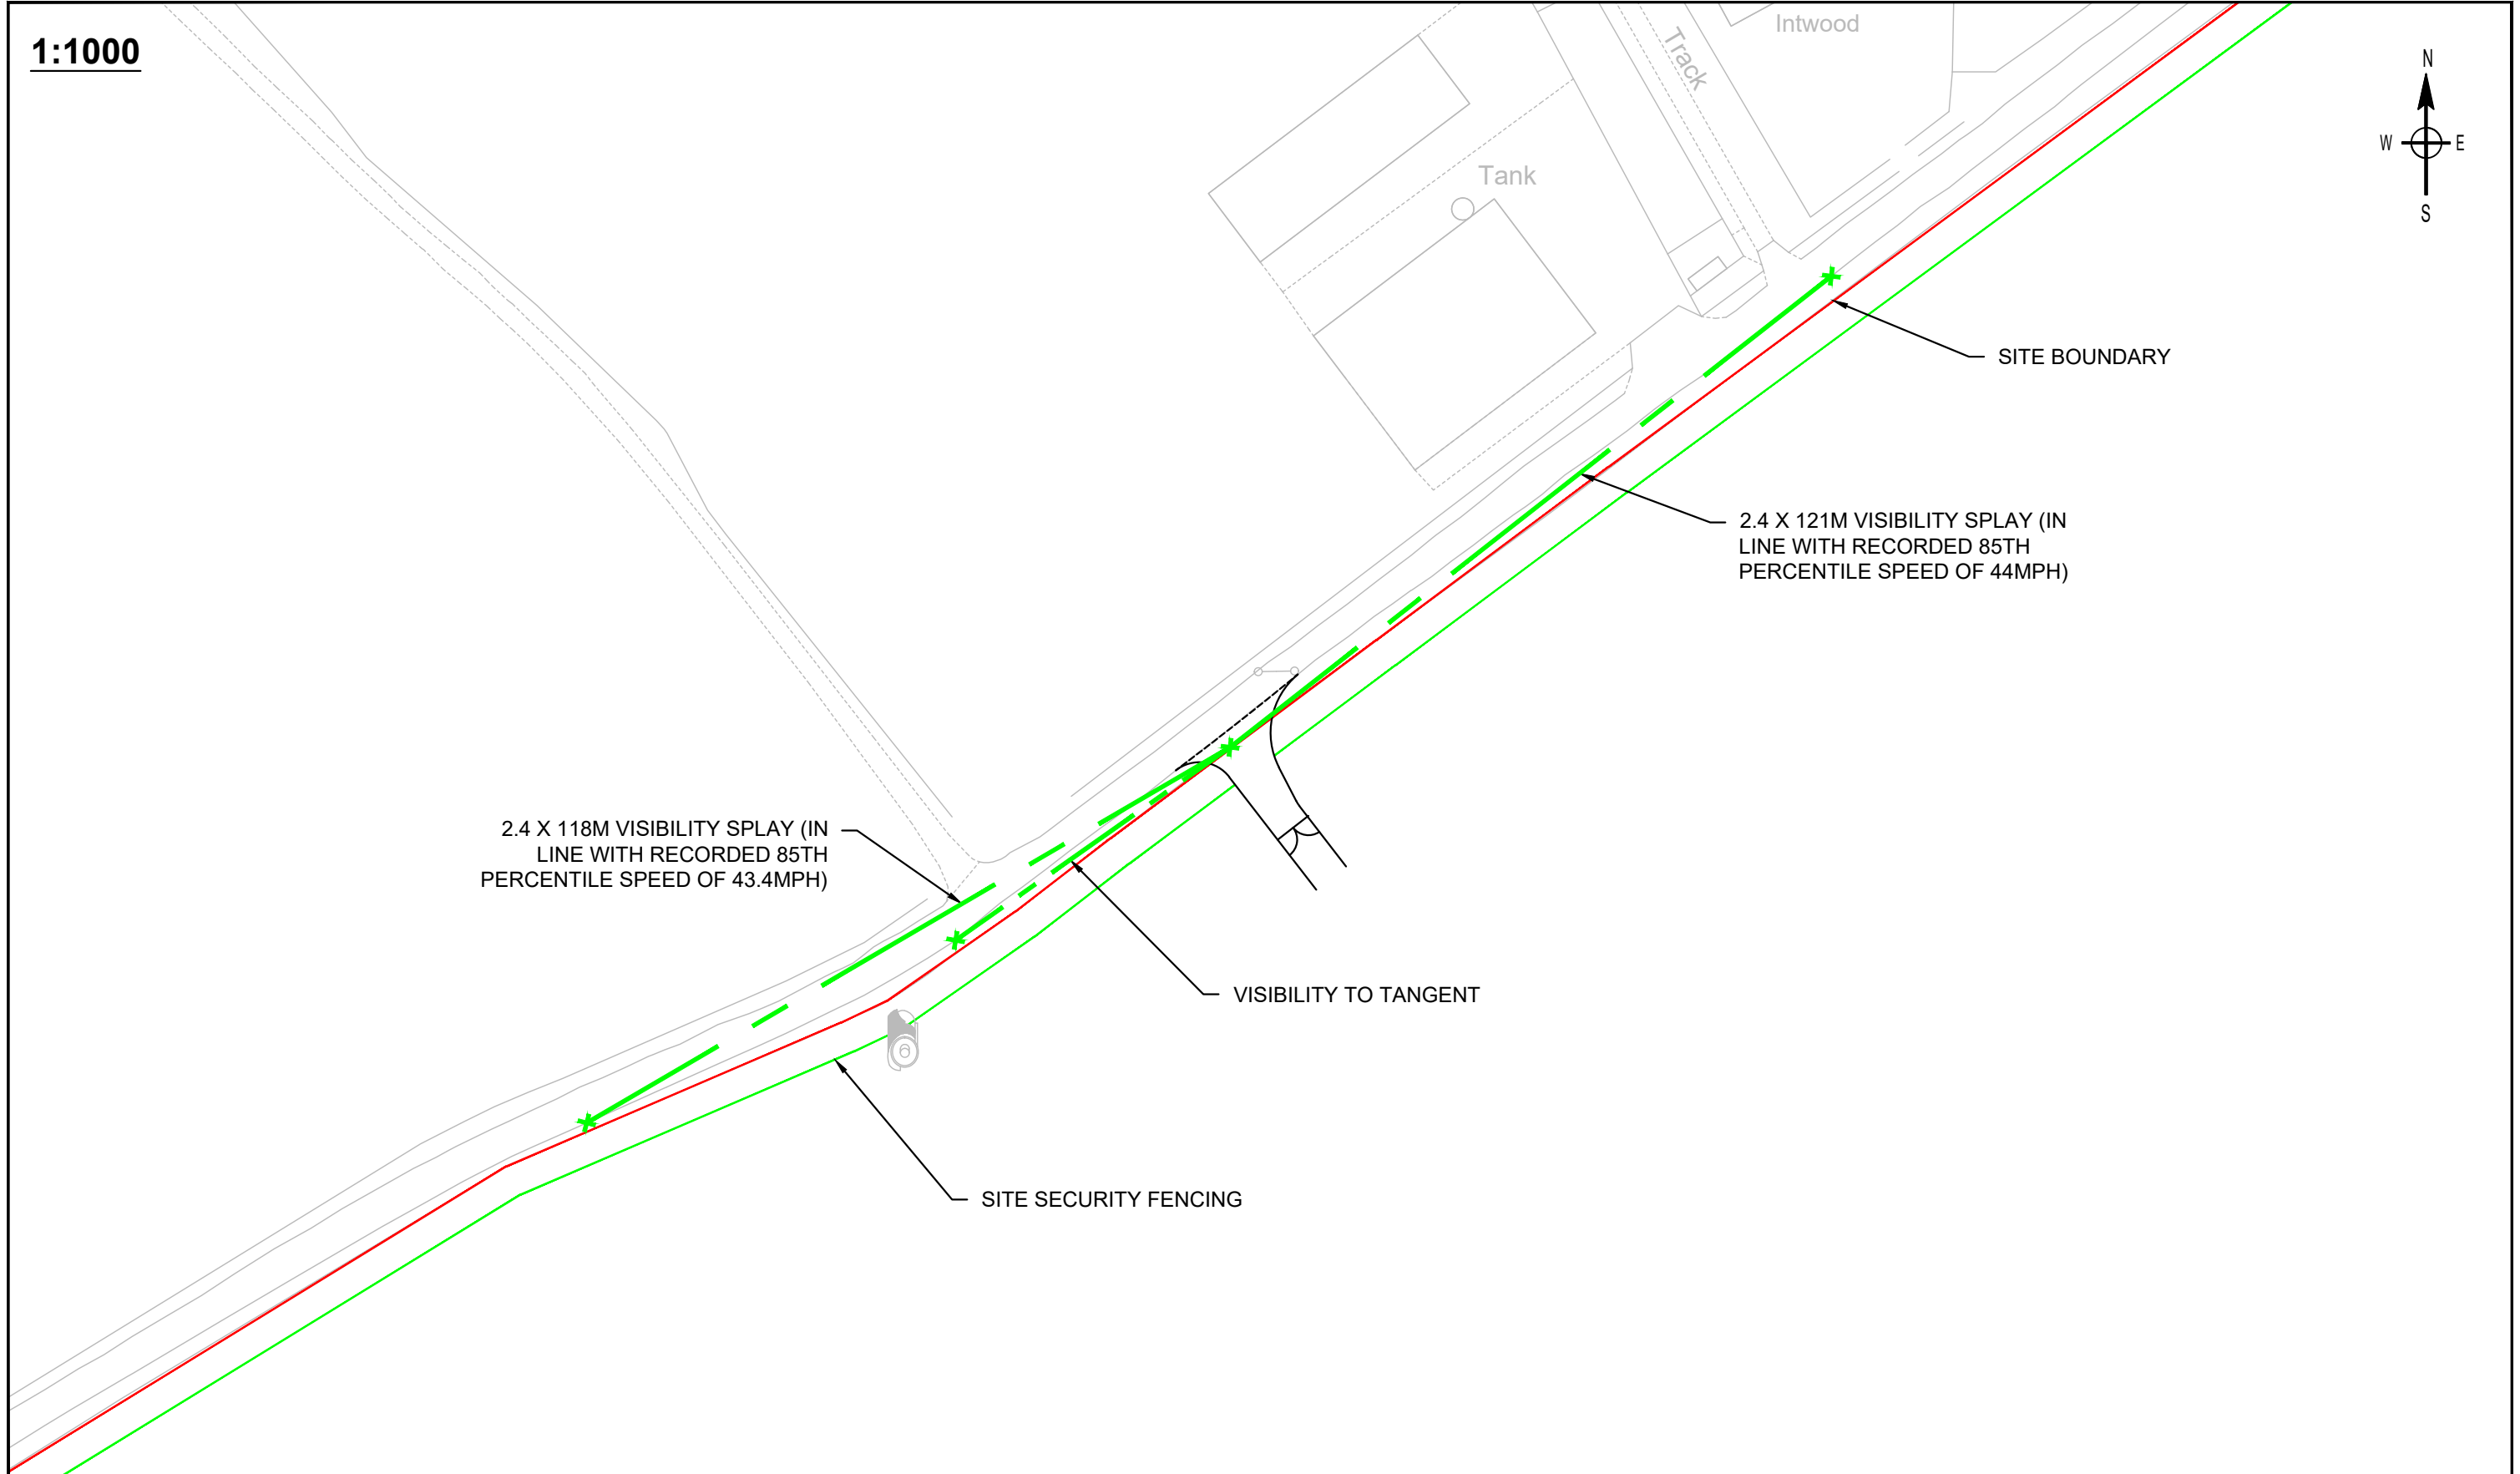 1:1000
Intwood
Track
N
W
E
S
Tank
SITE BOUNDARY
2.4 X 121M VISIBILITY SPLAY (IN
LINE WITH RECORDED 85TH
PERCENTILE SPEED OF 44MPH)
2.4 X 118M VISIBILITY SPLAY (IN
LINE WITH RECORDED 85TH
PERCENTILE SPEED OF 43.4MPH)
VISIBILITY TO TANGENT
SITE SECURITY FENCING